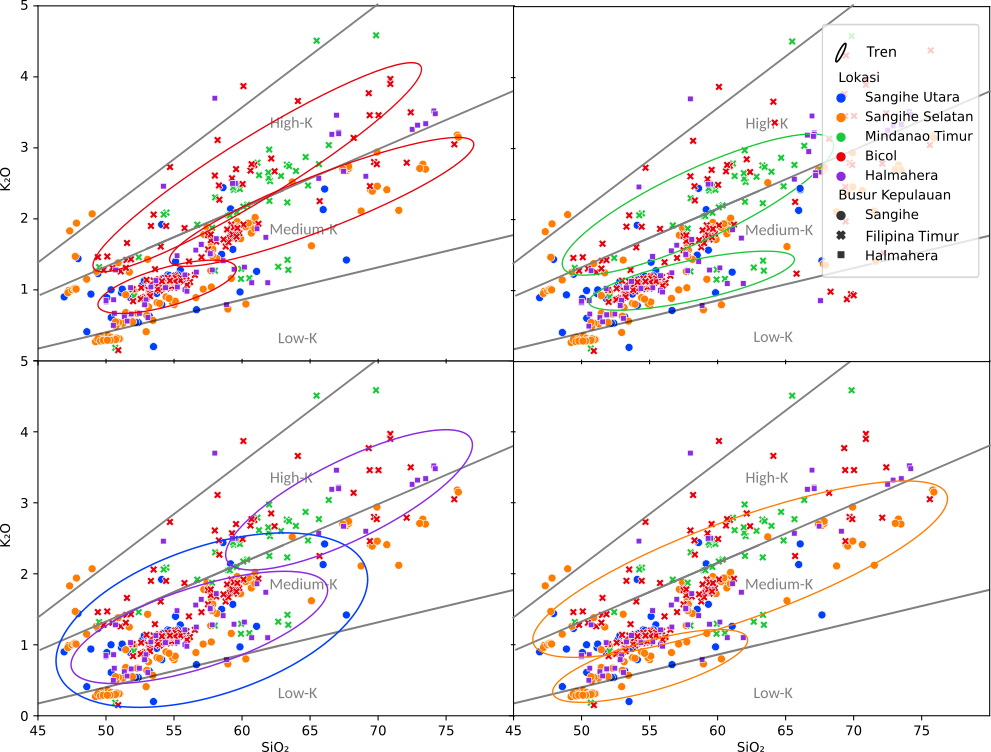 5
4
3
2
1
K₂O
High-K
Medium-K
Low-K
High-K
Medium-K
Low-K
Tren
Lokasi
Sangihe Utara
Sangihe Selatan
Mindanao Timur
Bicol
Halmahera
Busur Kepulauan
Sangihe
Filipina Timur
Halmahera
5
4
3
2
1
0
K₂O
High-K
Medium-K
Low-K
45 50 55 60 65 70 75
SiO₂
High-K
Medium-K
Low-K
45 50 55 60 65 70 75
SiO₂